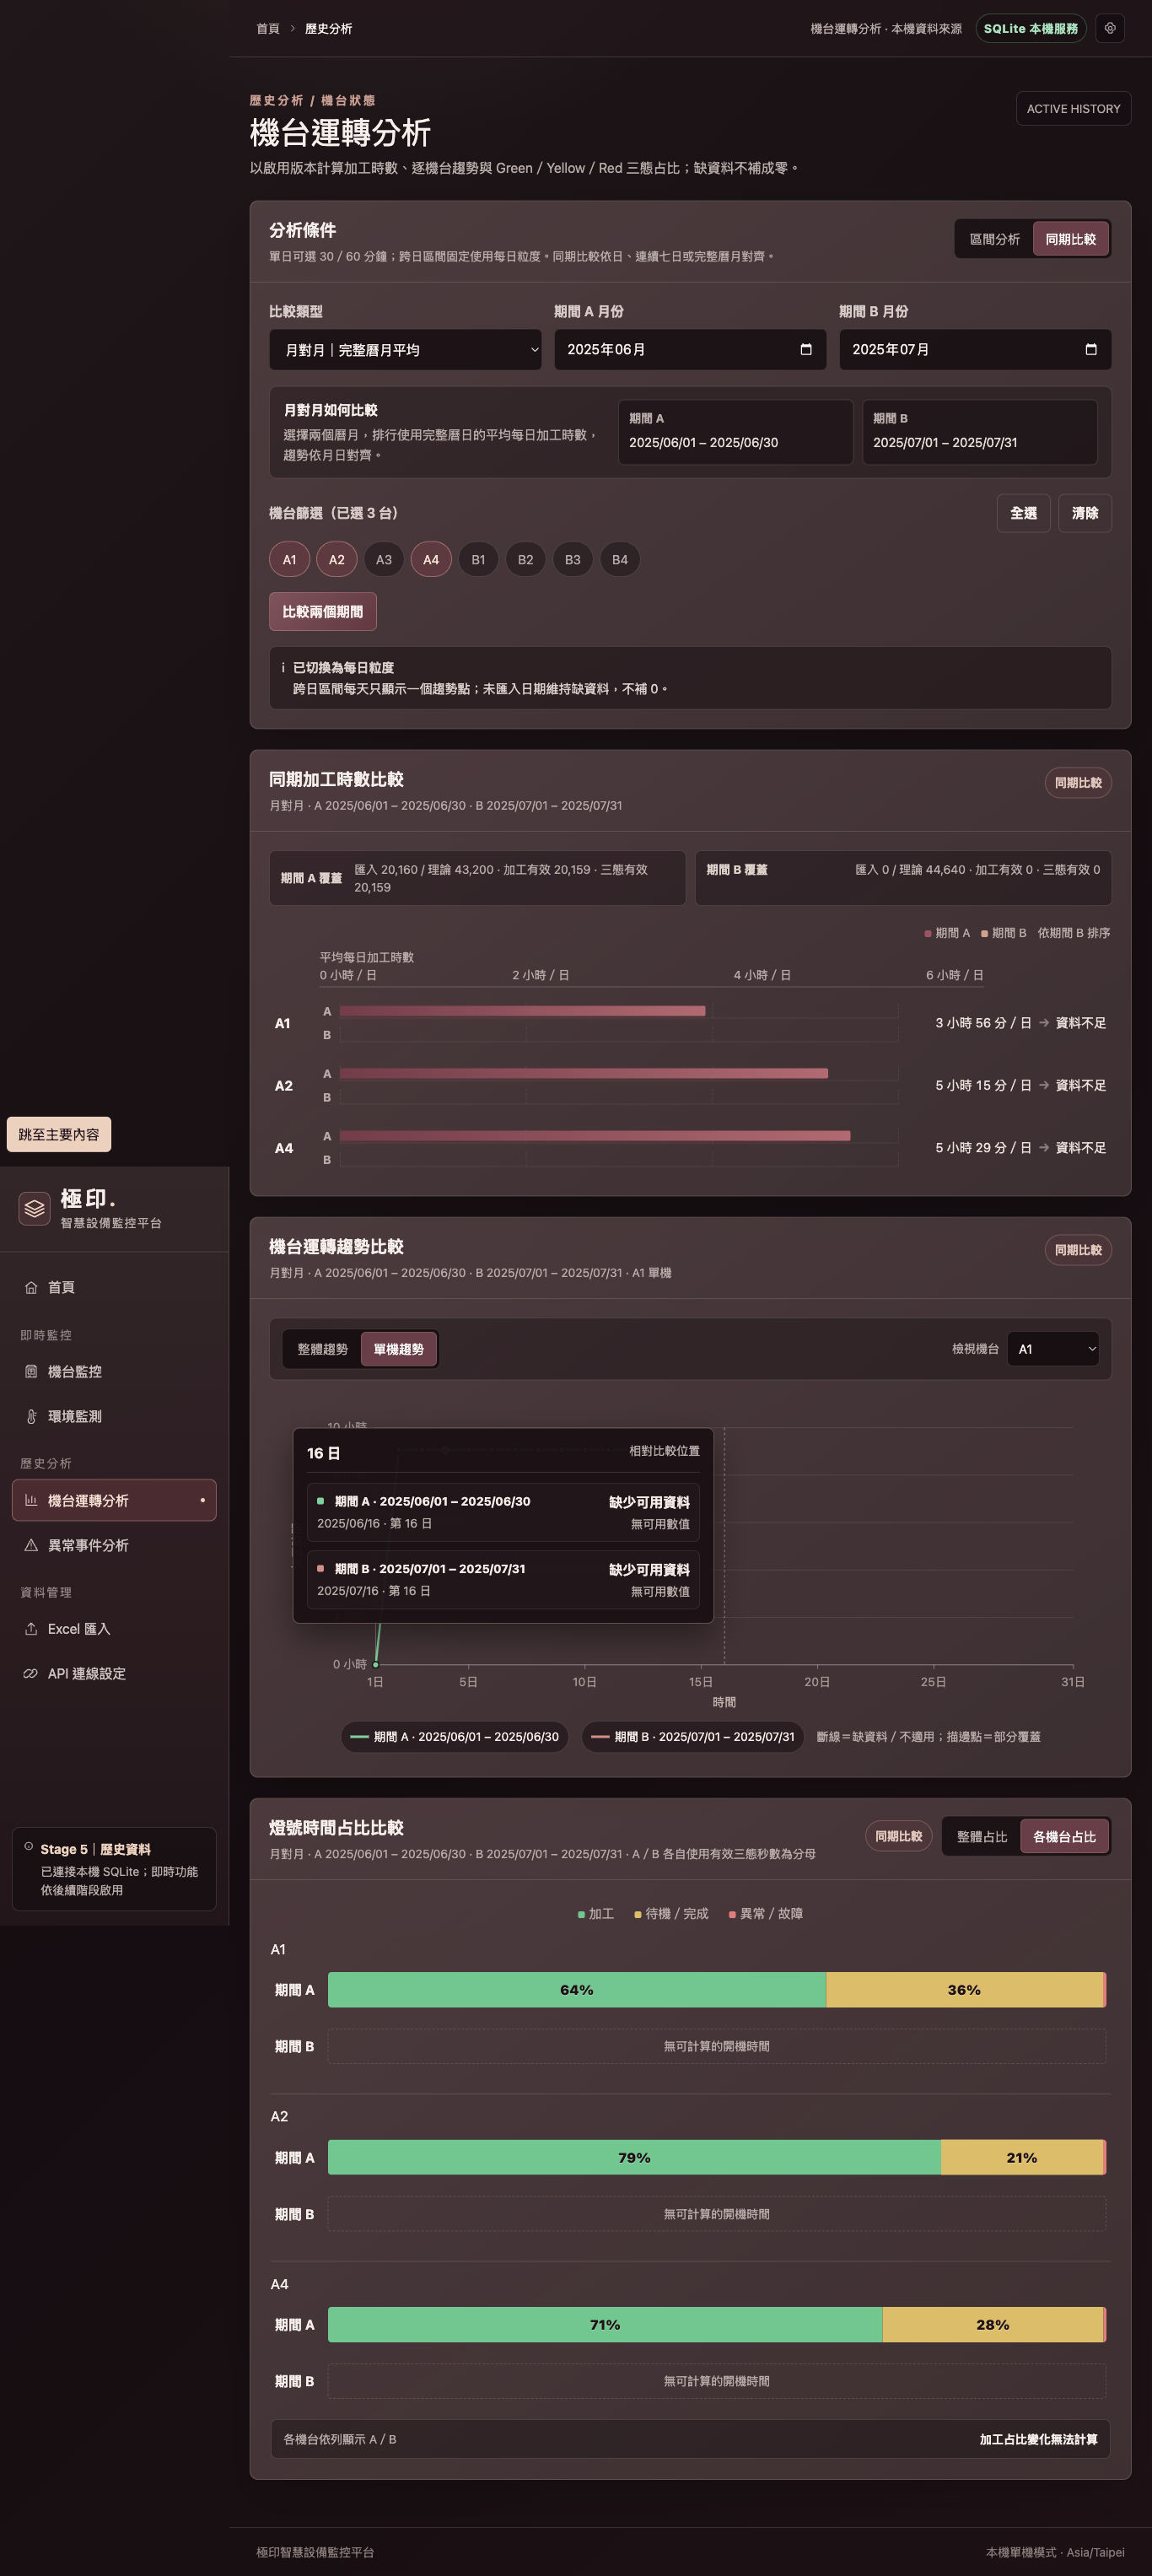 首頁 › 歷史分析
機台運轉分析 · 本機資料來源
SQLite 本機服務
歷史分析 / 機台狀態
機台運轉分析
以啟用版本計算加工時數、逐機台趨勢與 Green / Yellow / Red 三態占比；缺資料不補成零。
ACTIVE HISTORY
分析條件
單日可選 30 / 60 分鐘；跨日區間固定使用每日粒度。同期比較依日、連續七日或完整曆月對齊。
區間分析
同期比較
比較類型
期間 A 月份
期間 B 月份
月對月｜完整曆月平均
2025年06月
2025年07月
月對月如何比較
選擇兩個曆月，排行使用完整曆日的平均每日加工時數，
趨勢依月日對齊。
期間 A
2025/06/01 – 2025/06/30
期間 B
2025/07/01 – 2025/07/31
機台篩選（已選 3 台）
全選
清除
A1
A2
A3
A4
B1
B2
B3
B4
比較兩個期間
i 已切換為每日粒度
跨日區間每天只顯示一個趨勢點；未匯入日期維持缺資料，不補 0。
同期加工時數比較
月對月 · A 2025/06/01 – 2025/06/30 · B 2025/07/01 – 2025/07/31
同期比較
期間 A 覆蓋
匯入 20,160 / 理論 43,200 · 加工有效 20,159 · 三態有效
20,159
期間 B 覆蓋
匯入 0 / 理論 44,640 · 加工有效 0 · 三態有效 0
期間 A
期間 B
依期間 B 排序
平均每日加工時數
0 小時 / 日
2 小時 / 日
4 小時 / 日
6 小時 / 日
A1
A
B
3 小時 56 分 / 日 → 資料不足
A2
A
B
5 小時 15 分 / 日 → 資料不足
A4
A
B
5 小時 29 分 / 日 → 資料不足
跳至主要內容
極印.
智慧設備監控平台
首頁
即時監控
機台監控
環境監測
歷史分析
機台運轉分析
異常事件分析
資料管理
Excel 匯入
API 連線設定
Stage 5｜歷史資料
已連接本機 SQLite；即時功能
依後續階段啟用
機台運轉趨勢比較
月對月 · A 2025/06/01 – 2025/06/30 · B 2025/07/01 – 2025/07/31 · A1 單機
同期比較
整體趨勢
單機趨勢
檢視機台
A1
10 小時
16 日
相對比較位置
期間 A · 2025/06/01 – 2025/06/30
缺少可用資料
2025/06/16 · 第 16 日
無可用數值
期間 B · 2025/07/01 – 2025/07/31
缺少可用資料
2025/07/16 · 第 16 日
無可用數值
0 小時
1日
5日
10日
15日
20日
25日
31日
時間
期間 A · 2025/06/01 – 2025/06/30
期間 B · 2025/07/01 – 2025/07/31
斷線＝缺資料 / 不適用；描邊點＝部分覆蓋
燈號時間占比比較
月對月 · A 2025/06/01 – 2025/06/30 · B 2025/07/01 – 2025/07/31 · A / B 各自使用有效三態秒數為分母
同期比較
整體占比
各機台占比
加工
待機 / 完成
異常 / 故障
A1
期間 A
64%
36%
期間 B
無可計算的開機時間
A2
期間 A
79%
21%
期間 B
無可計算的開機時間
A4
期間 A
71%
28%
期間 B
無可計算的開機時間
各機台依列顯示 A / B
加工占比變化無法計算
極印智慧設備監控平台
本機單機模式 · Asia/Taipei